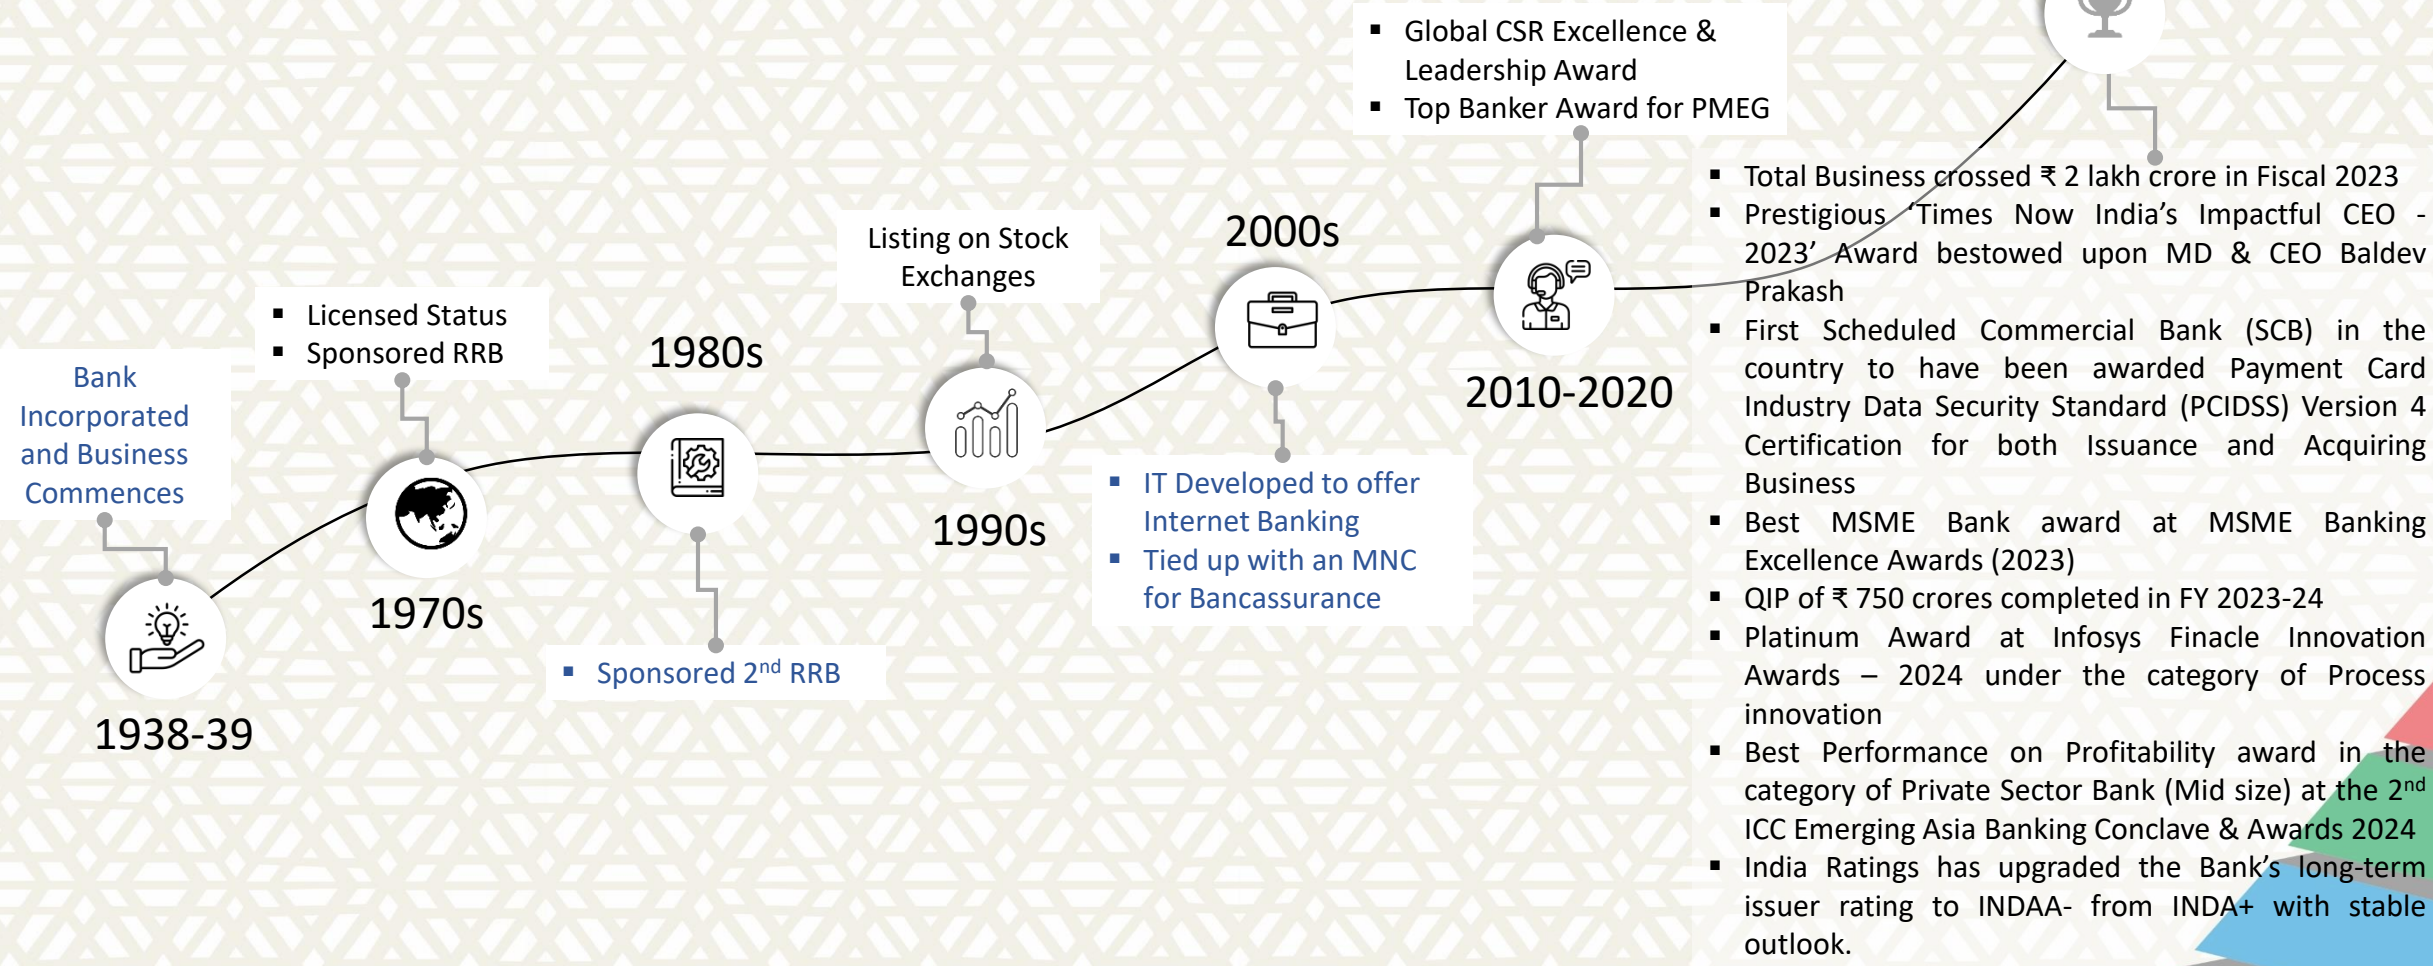 Bank
Incorporated
and Business
Commences
1938-39
▪ Licensed Status
▪ Sponsored RRB
1970s
1980s
▪ Sponsored 2nd RRB
Listing on Stock
Exchanges
1990s
2000s
▪ IT Developed to offer
Internet Banking
▪ Tied up with an MNC
for Bancassurance
▪ Global CSR Excellence &
Leadership Award
▪ Top Banker Award for PMEG
2010-2020
▪ Total Business crossed ₹ 2 lakh crore in Fiscal 2023
▪ Prestigious ‘Times Now India’s Impactful CEO -
2023’ Award bestowed upon MD & CEO Baldev
Prakash
▪ First Scheduled Commercial Bank (SCB) in the
country to have been awarded Payment Card
Industry Data Security Standard (PCIDSS) Version 4
Certification for both Issuance and Acquiring
Business
▪ Best MSME Bank award at MSME Banking
Excellence Awards (2023)
▪ QIP of ₹ 750 crores completed in FY 2023-24
▪ Platinum Award at Infosys Finacle Innovation
Awards – 2024 under the category of Process
innovation
▪ Best Performance on Profitability award in the
category of Private Sector Bank (Mid size) at the 2nd
ICC Emerging Asia Banking Conclave & Awards 2024
▪ India Ratings has upgraded the Bank’s long-term
issuer rating to INDAA- from INDA+ with stable
outlook.